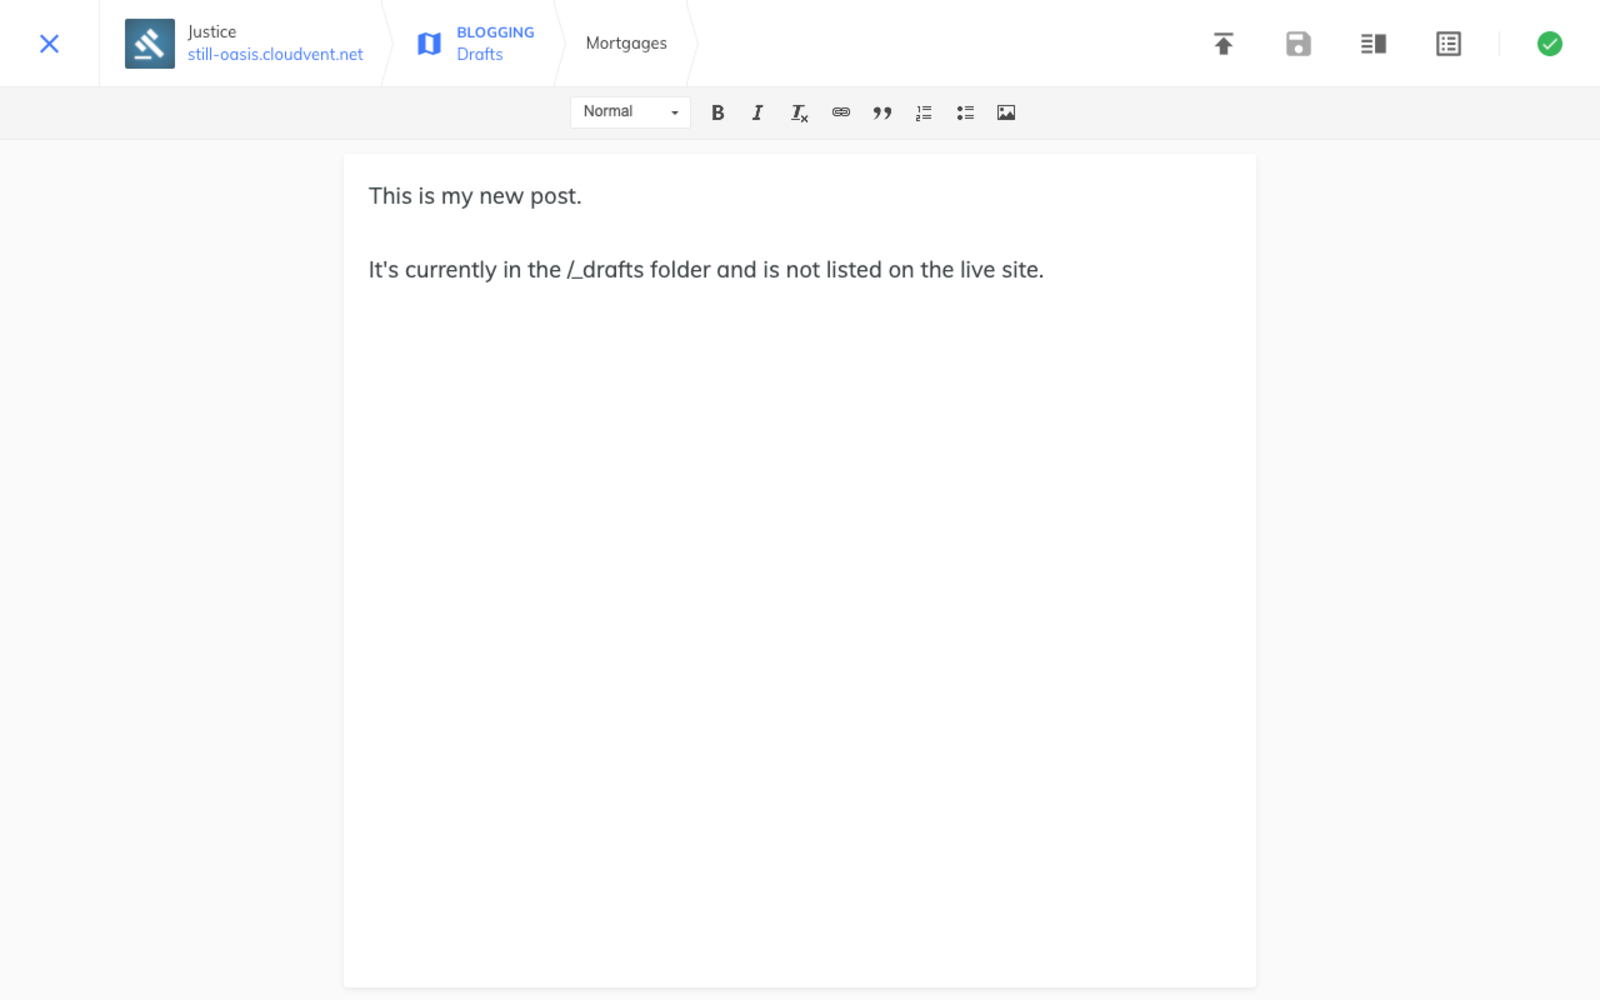 Justice
still-oasis.cloudvent.net
BLOGGING
Drafts
Mortgages
Normal
This is my new post.
It's currently in the /_drafts folder and is not listed on the live site.